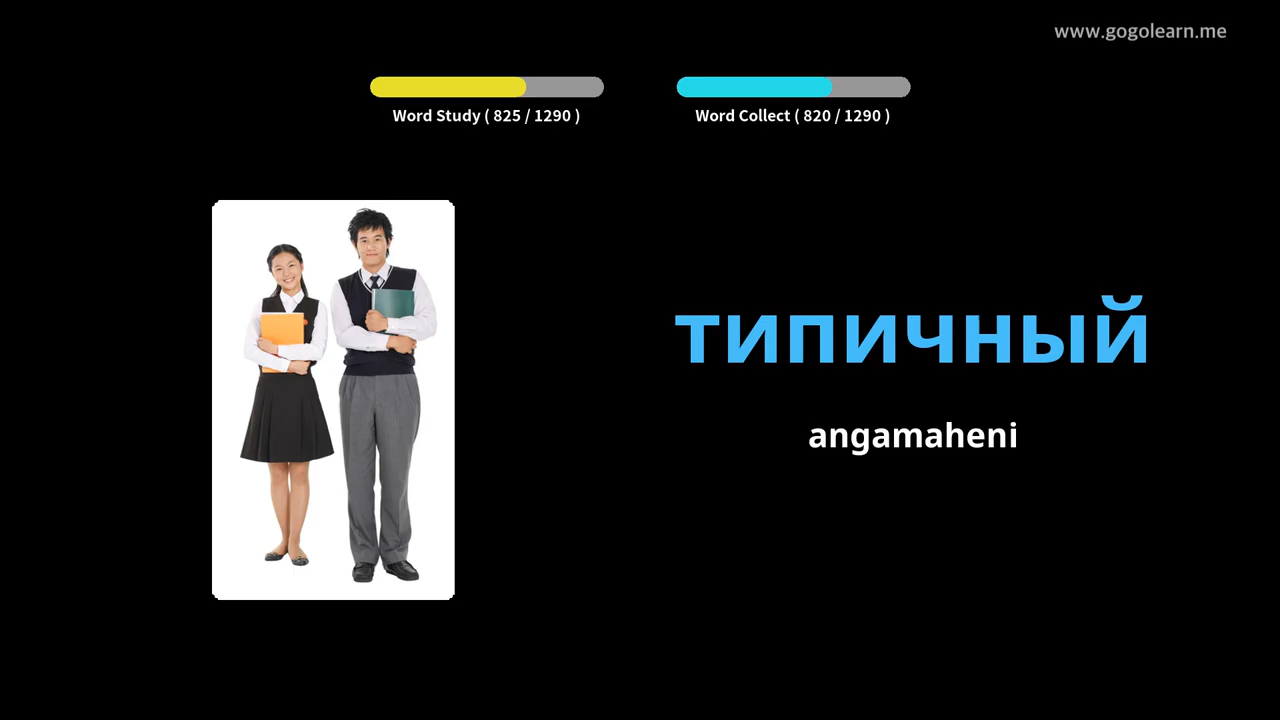 www.gogolearn.me
Word Study ( 825 / 1290 )
Word Collect ( 820 / 1290 )
типичный
angamaheni